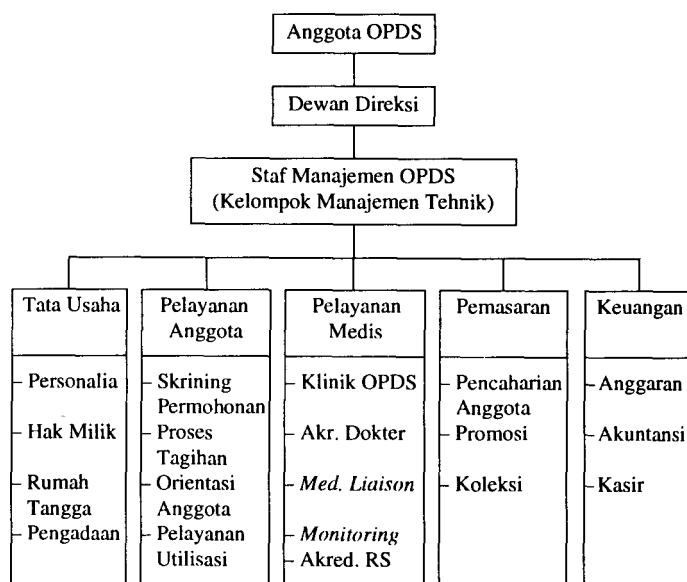 Anggota OPDS
Dewan Direksi
Staf Manajemen OPDS
(Kelompok Manajemen Tehnik)
Tata Usaha
Personalia
Hak Milik
Rumah
Tangga
Pengadaan
Pelayanan
Anggota
Skrining
Permohonan
Proses
Tagihan
Orientasi
Anggota
Pelayanan
Utilisasi
Pelayanan
Medis
Klinik OPDS
Akr. Dokter
Med. Liaison
Monitoring
Akred. RS
Pemasaran
Pencaharian
Anggota
Promosi
Koleksi
Keuangan
Anggaran
Akuntansi
Kasir